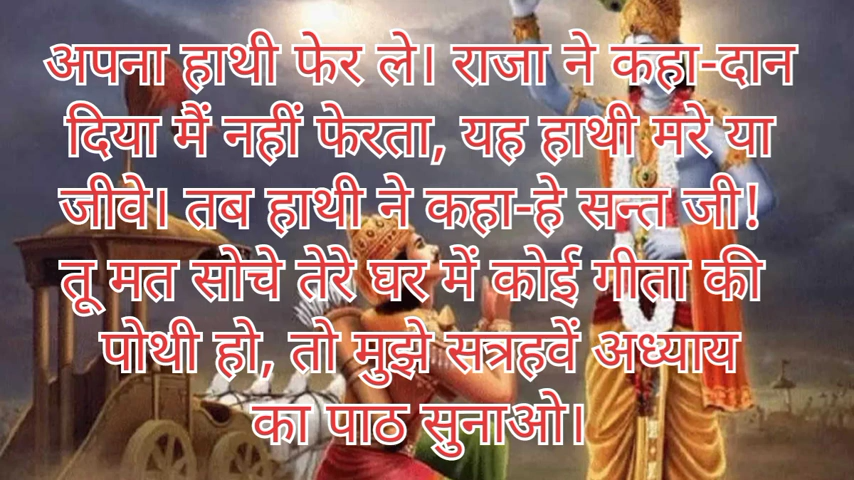 अपना हाथी फेर ले। राजा ने कहा-दान
दिया मैं नहीं फेरता, यह हाथी मरे या
जीवे। तब हाथी ने कहा-हे सन्त जी!
तू मत सोचे तेरे घर में कोई गीता की
पोथी हो, तो मुझे सत्रहवें अध्याय
का पाठ सुनाओ।